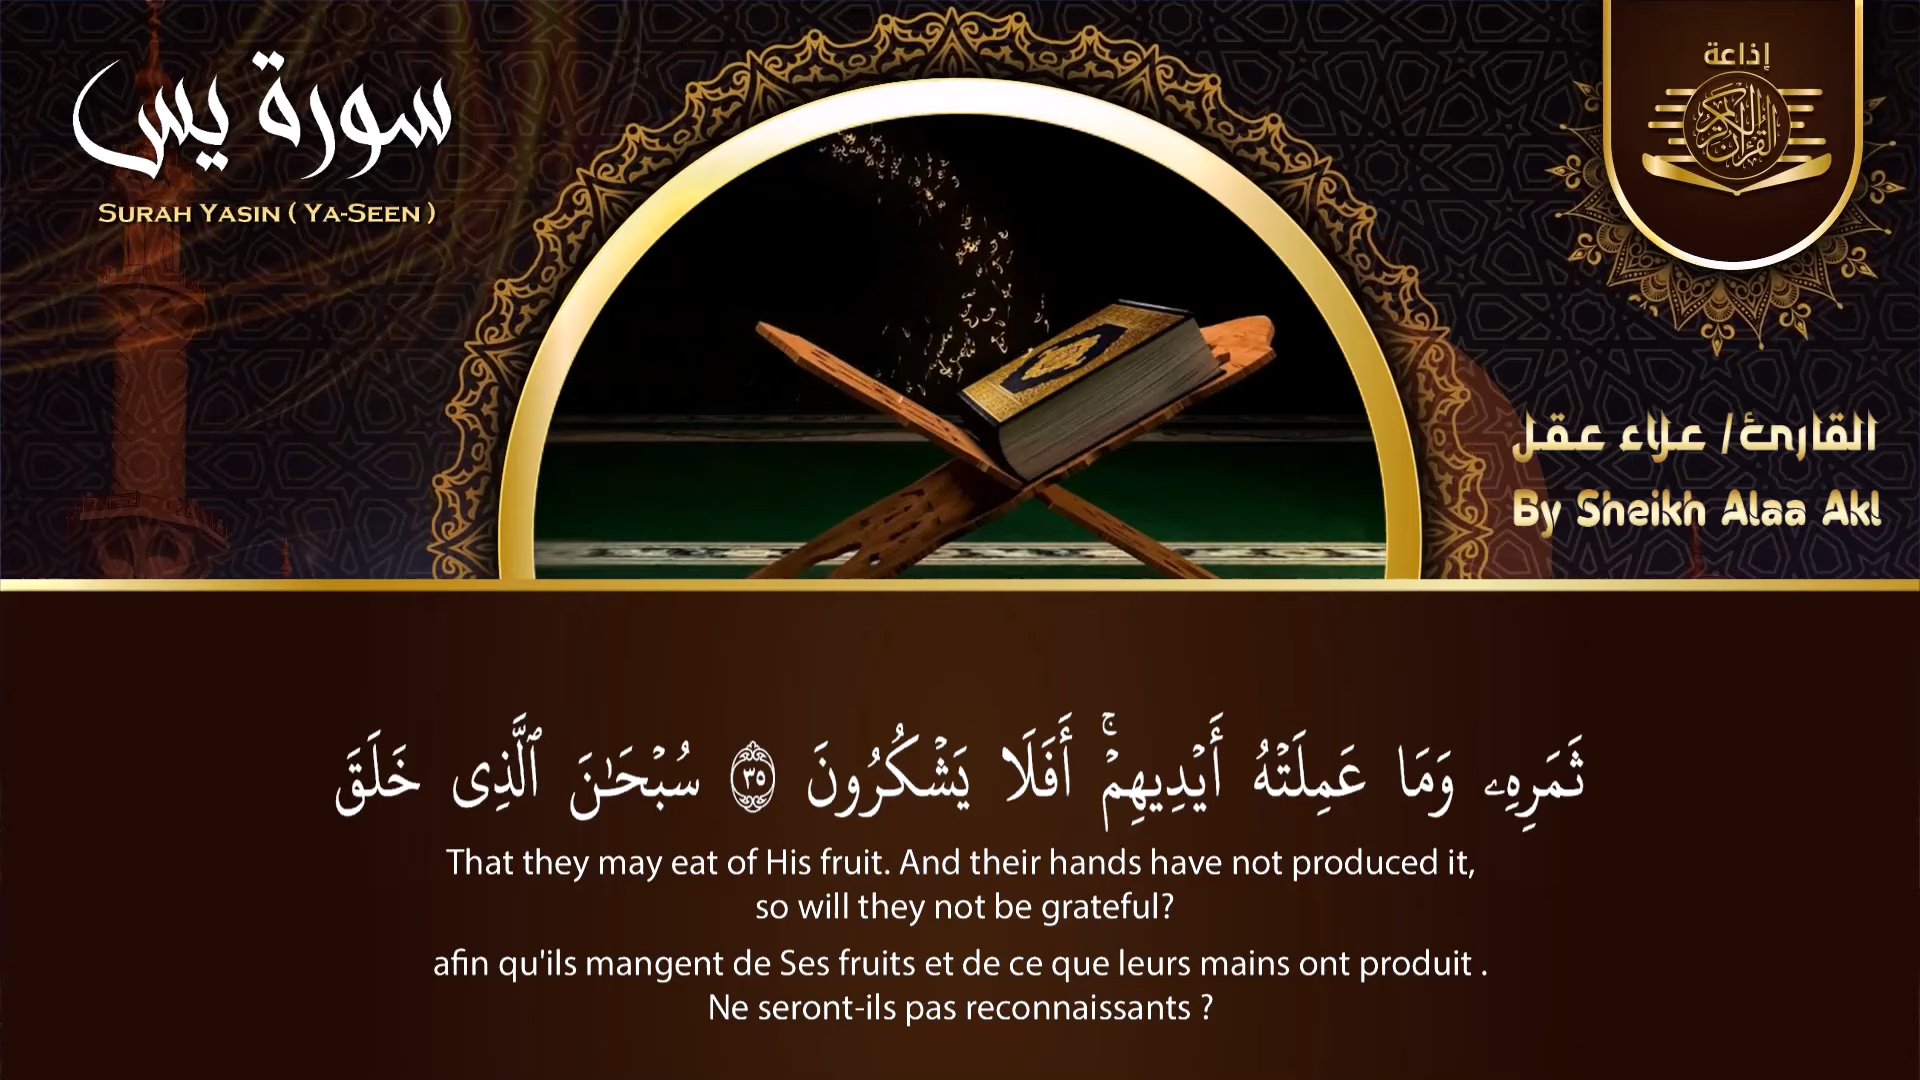 سورة يس
SURAH YASIN ( YA-SEEN )
إذاعة
القرآن الكريم
القارئ/ علاء عقل
By Sheikh Alaa Akl
ثَمَرِهِۦ وَمَا عَمِلَتْهُ أَيْدِيهِمْ ۚ أَفَلَا يَشْكُرُونَ ۝٣٥ سُبْحَـٰنَ ٱلَّذِى خَلَقَ
That they may eat of His fruit. And their hands have not produced it,
so will they not be grateful?
afin qu'ils mangent de Ses fruits et de ce que leurs mains ont produit .
Ne seront-ils pas reconnaissants ?